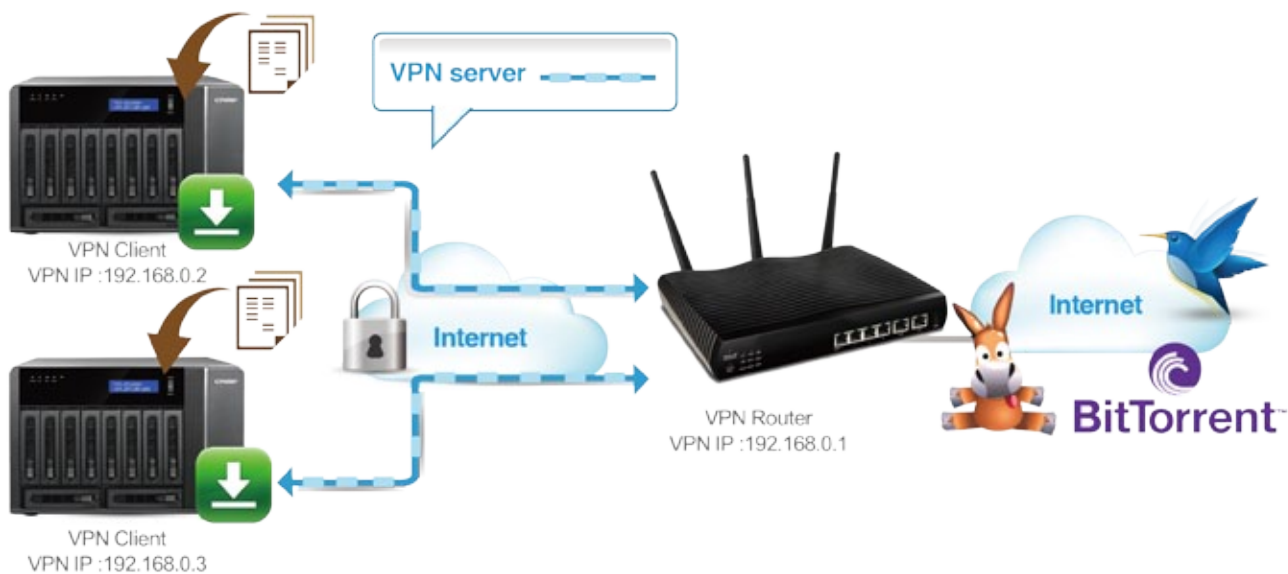 VPN server
VPN Client
VPN IP :192.168.0.2
Internet
VPN Router
VPN IP :192.168.0.1
Internet
BitTorrent™
VPN Client
VPN IP :192.168.0.3